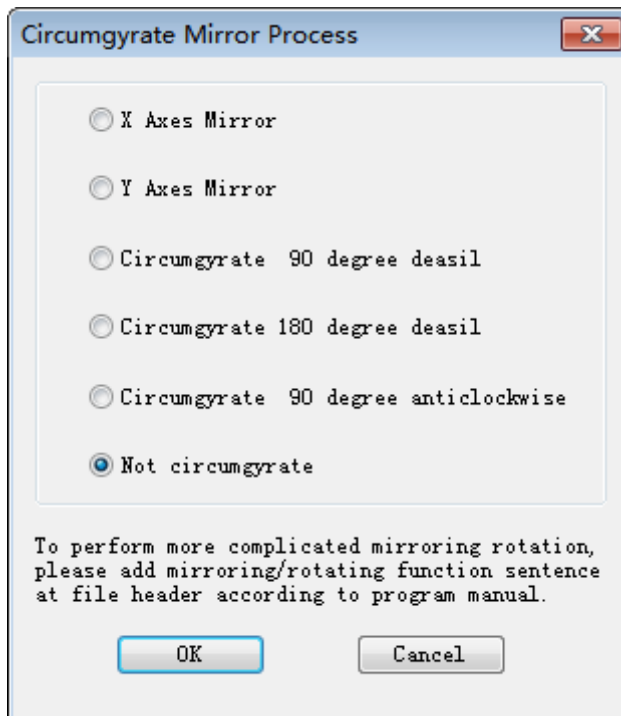 Circumgyrate Mirror Process
X Axes Mirror
Y Axes Mirror
Circumgyrate 90 degree deasil
Circumgyrate 180 degree deasil
Circumgyrate 90 degree anticlockwise
Not circumgyrate
To perform more complicated mirroring rotation,
please add mirroring/rotating function sentence
at file header according to program manual.
OK
Cancel